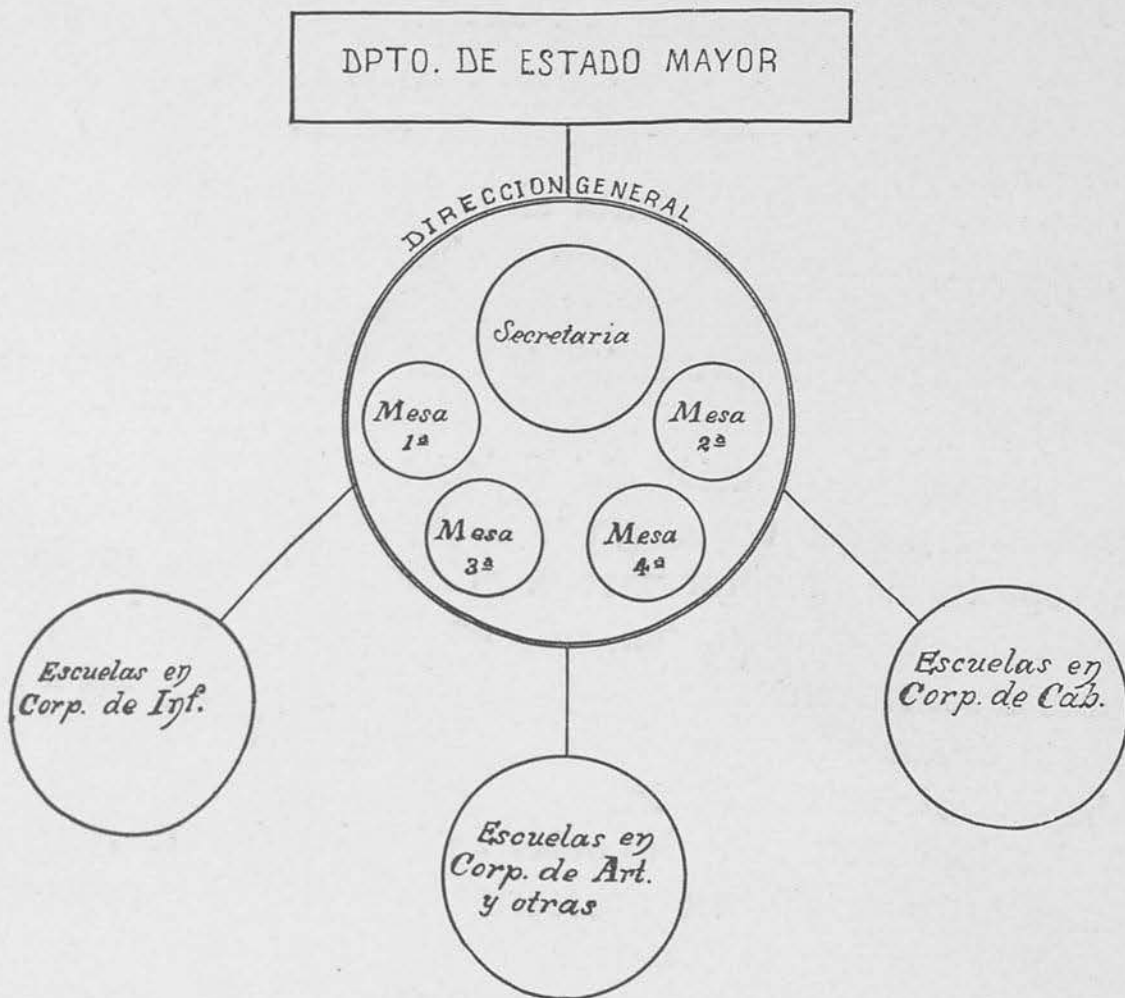 DPTO. DE ESTADO MAYOR
DIRECCION GENERAL
Secretaria
Mesa
1ª
Mesa
2ª
Mesa
3ª
Mesa
4ª
Escuelas en
Corp. de Inf.
Escuelas en
Corp. de Cab.
Escuelas en
Corp. de Art.
y otras